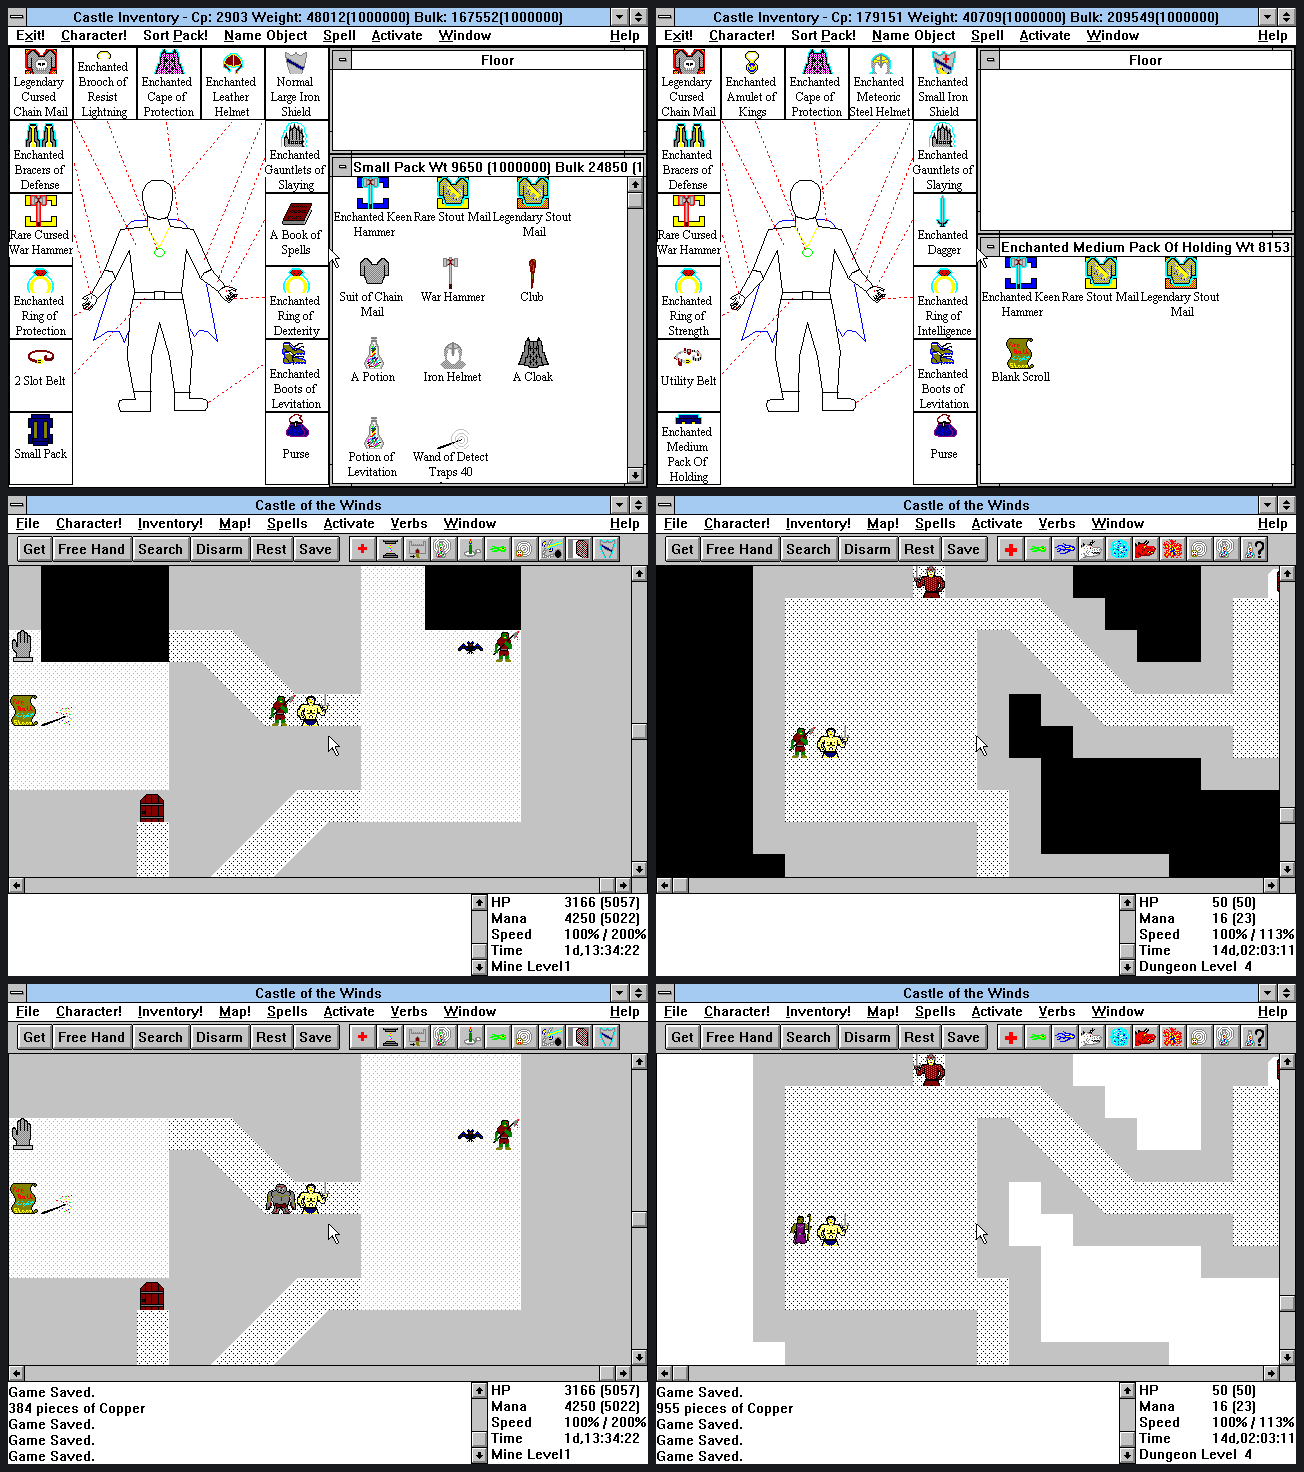 Castle Inventory - Cp: 2903 Weight: 48012(1000000) Bulk: 167552(1000000)
Exit! Character! Sort Pack! Name Object Spell Activate Window Help
Legendary Cursed Chain Mail
Enchanted Brooch of Resist Lightning
Enchanted Cape of Protection
Enchanted Leather Helmet
Normal Large Iron Shield
Enchanted Bracers of Defense
Enchanted Gauntlets of Slaying
Rare Cursed War Hammer
A Book of Spells
Enchanted Ring of Protection
Enchanted Ring of Dexterity
2 Slot Belt
Enchanted Boots of Levitation
Small Pack
Purse
Floor
Small Pack Wt 9650 (1000000) Bulk 24850 (1
Enchanted Keen Hammer
Rare Stout Mail
Legendary Stout Mail
Suit of Chain Mail
War Hammer
Club
A Potion
Iron Helmet
A Cloak
Potion of Levitation
Wand of Detect Traps 40
Castle Inventory - Cp: 179151 Weight: 40709(1000000) Bulk: 209549(1000000)
Exit! Character! Sort Pack! Name Object Spell Activate Window Help
Legendary Cursed Chain Mail
Enchanted Amulet of Kings
Enchanted Cape of Protection
Enchanted Meteoric Steel Helmet
Enchanted Small Iron Shield
Enchanted Bracers of Defense
Enchanted Gauntlets of Slaying
Rare Cursed War Hammer
Enchanted Dagger
Enchanted Ring of Strength
Enchanted Ring of Intelligence
Utility Belt
Enchanted Boots of Levitation
Enchanted Medium Pack Of Holding
Purse
Floor
Enchanted Medium Pack Of Holding Wt 8153
Enchanted Keen Hammer
Rare Stout Mail
Legendary Stout Mail
Blank Scroll
Castle of the Winds
File Character! Inventory! Map! Spells Activate Verbs Window Help
Get Free Hand Search Disarm Rest Save
HP 3166 (5057)
Mana 4250 (5022)
Speed 100% / 200%
Time 1d,13:34:22
Mine Level1
Castle of the Winds
File Character! Inventory! Map! Spells Activate Verbs Window Help
Get Free Hand Search Disarm Rest Save
HP 50 (50)
Mana 16 (23)
Speed 100% / 113%
Time 14d,02:03:11
Dungeon Level 4
Castle of the Winds
File Character! Inventory! Map! Spells Activate Verbs Window Help
Get Free Hand Search Disarm Rest Save
Game Saved.
384 pieces of Copper
Game Saved.
Game Saved.
Game Saved.
HP 3166 (5057)
Mana 4250 (5022)
Speed 100% / 200%
Time 1d,13:34:22
Mine Level1
Castle of the Winds
File Character! Inventory! Map! Spells Activate Verbs Window Help
Get Free Hand Search Disarm Rest Save
Game Saved.
955 pieces of Copper
Game Saved.
Game Saved.
Game Saved.
HP 50 (50)
Mana 16 (23)
Speed 100% / 113%
Time 14d,02:03:11
Dungeon Level 4